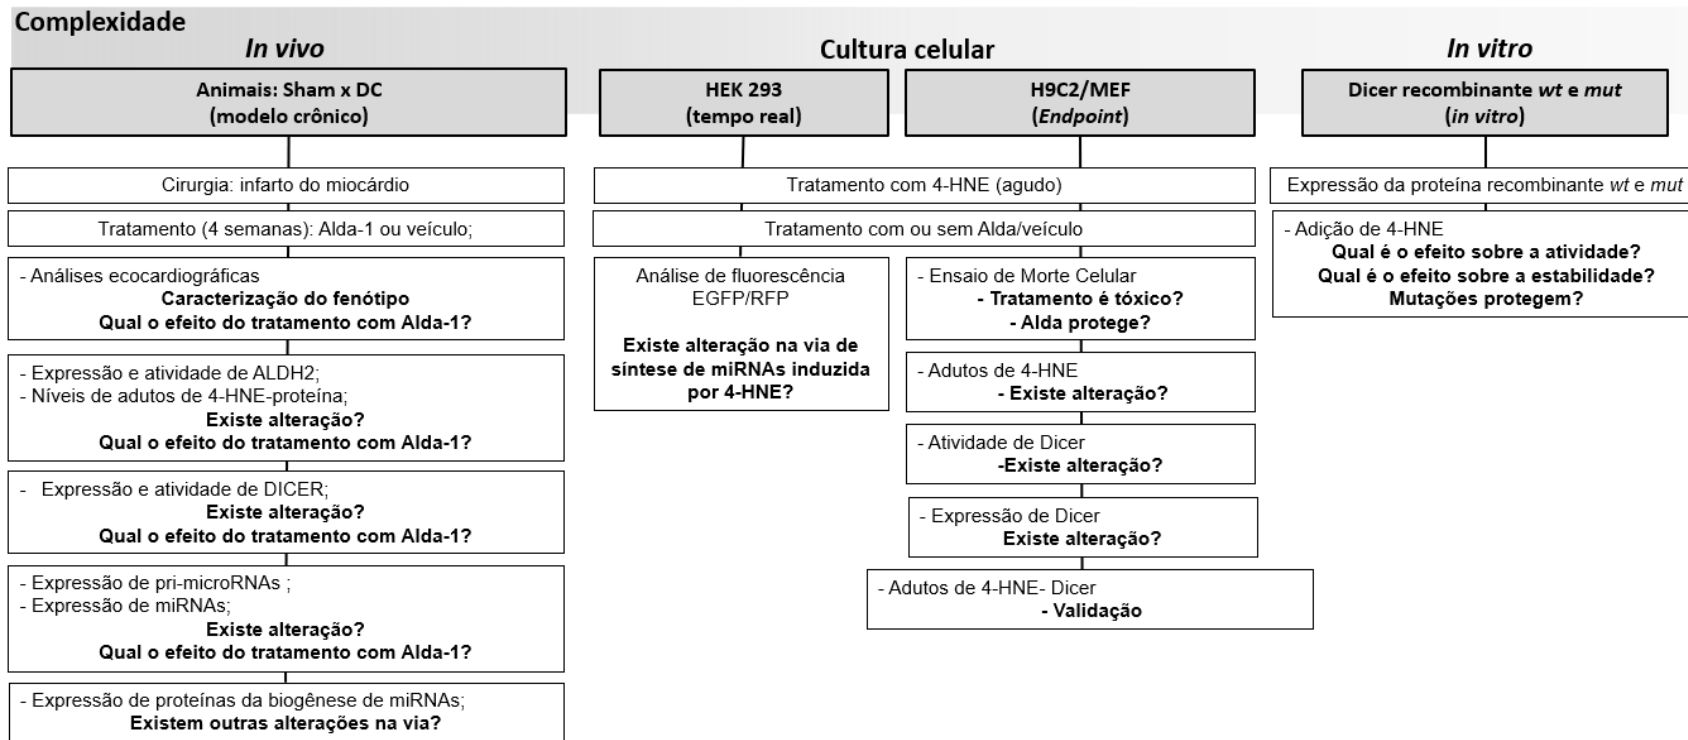 Complexidade
In vivo
Cultura celular
In vitro
Animais: Sham x DC
(modelo crônico)
HEK 293
(tempo real)
H9C2/MEF
(Endpoint)
Dicer recombinante wt e mut
(in vitro)
Cirurgia: infarto do miocárdio
Tratamento (4 semanas): Alda-1 ou veículo;
- Análises ecocardiográficas
Caracterização do fenótipo
Qual o efeito do tratamento com Alda-1?
- Expressão e atividade de ALDH2;
- Níveis de adutos de 4-HNE-proteína;
Existe alteração?
Qual o efeito do tratamento com Alda-1?
- Expressão e atividade de DICER;
Existe alteração?
Qual o efeito do tratamento com Alda-1?
- Expressão de pri-microRNAs ;
- Expressão de miRNAs;
Existe alteração?
Qual o efeito do tratamento com Alda-1?
- Expressão de proteínas da biogênese de miRNAs;
Existem outras alterações na via?
Tratamento com 4-HNE (agudo)
Tratamento com ou sem Alda/veículo
Análise de fluorescência
EGFP/RFP
Existe alteração na via de
síntese de miRNAs induzida
por 4-HNE?
- Ensaio de Morte Celular
- Tratamento é tóxico?
- Alda protege?
- Adutos de 4-HNE
- Existe alteração?
- Atividade de Dicer
-Existe alteração?
- Expressão de Dicer
Existe alteração?
- Adutos de 4-HNE- Dicer
- Validação
Expressão da proteína recombinante wt e mut
- Adição de 4-HNE
Qual é o efeito sobre a atividade?
Qual é o efeito sobre a estabilidade?
Mutações protegem?